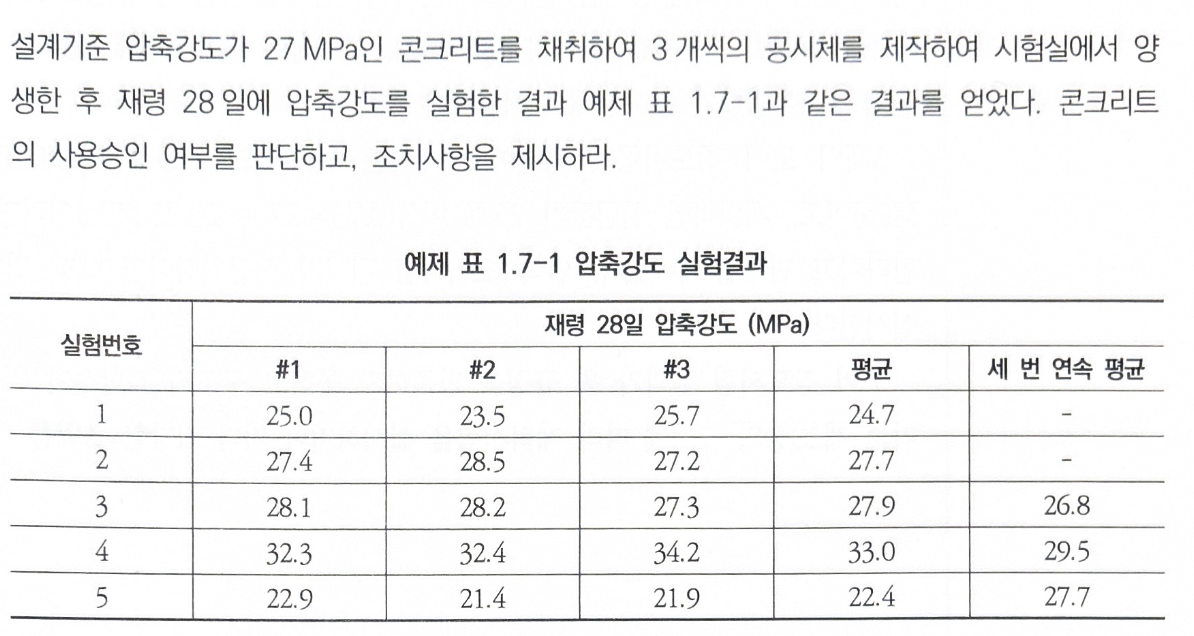 설계기준 압축강도가 27 MPa인 콘크리트를 채취하여 3개씩의 공시체를 제작하여 시험실에서 양
생한 후 재령 28일에 압축강도를 실험한 결과 예제 표 1.7-1과 같은 결과를 얻었다. 콘크리트
의 사용승인 여부를 판단하고, 조치사항을 제시하라.
예제 표 1.7-1 압축강도 실험결과
실험번호 재령 28일 압축강도 (MPa)
#1 #2 #3 평균 세 번 연속 평균
1 25.0 23.5 25.7 24.7 -
2 27.4 28.5 27.2 27.7 -
3 28.1 28.2 27.3 27.9 26.8
4 32.3 32.4 34.2 33.0 29.5
5 22.9 21.4 21.9 22.4 27.7